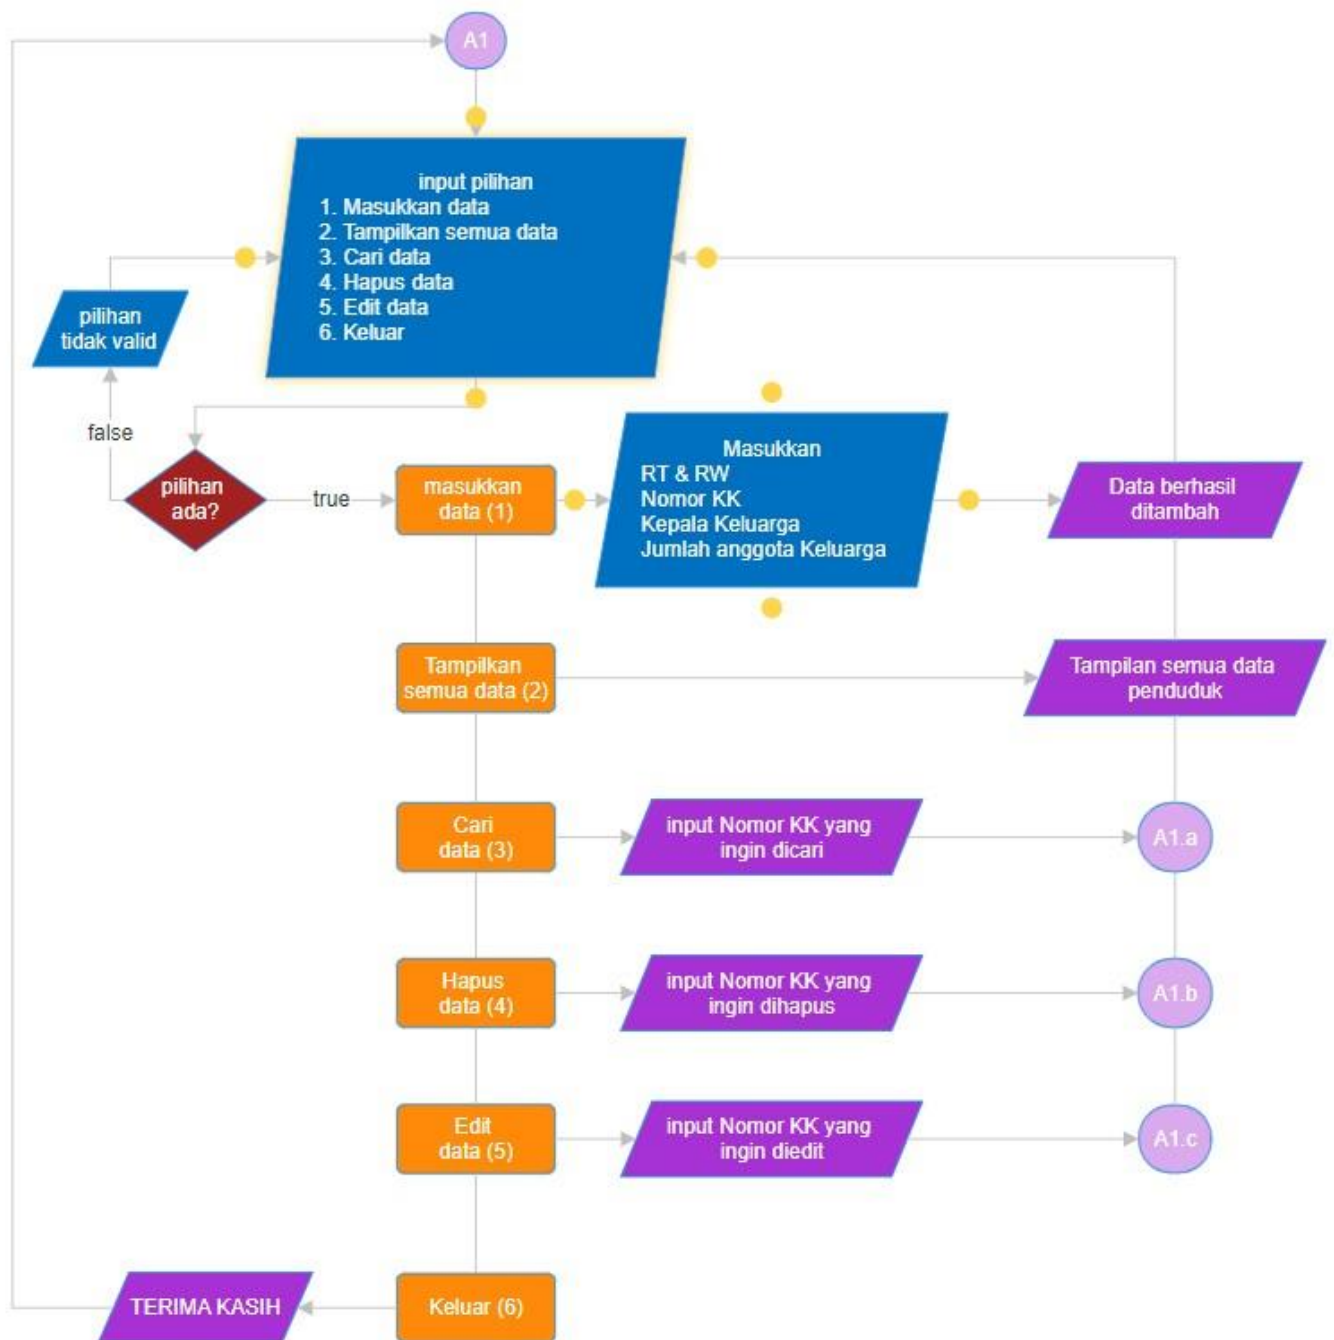 A1
input pilihan
1. Masukkan data
2. Tampilkan semua data
3. Cari data
4. Hapus data
5. Edit data
6. Keluar
pilihan
tidak valid
false
pilihan
ada?
true
masukkan
data (1)
Masukkan
RT & RW
Nomor KK
Kepala Keluarga
Jumlah anggota Keluarga
Data berhasil
ditambah
Tampilkan
semua data (2)
Tampilan semua data
penduduk
Cari
data (3)
input Nomor KK yang
ingin dicari
A1.a
Hapus
data (4)
input Nomor KK yang
ingin dihapus
A1.b
Edit
data (5)
input Nomor KK yang
ingin diedit
A1.c
TERIMA KASIH
Keluar (6)